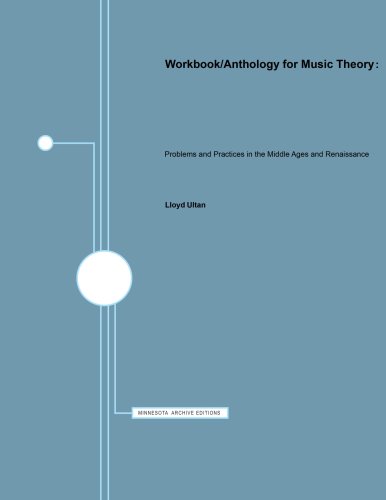 Workbook/Anthology for Music Theory:
Problems and Practices in the Middle Ages and Renaissance
Lloyd Ultan
MINNESOTA ARCHIVE EDITIONS